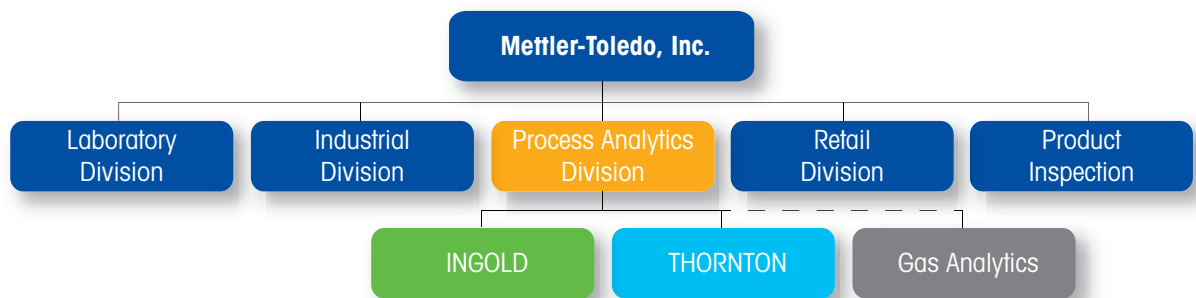 Mettler-Toledo, Inc.
Laboratory
Division
Industrial
Division
Process Analytics
Division
Retail
Division
Product
Inspection
INGOLD
THORNTON
Gas Analytics